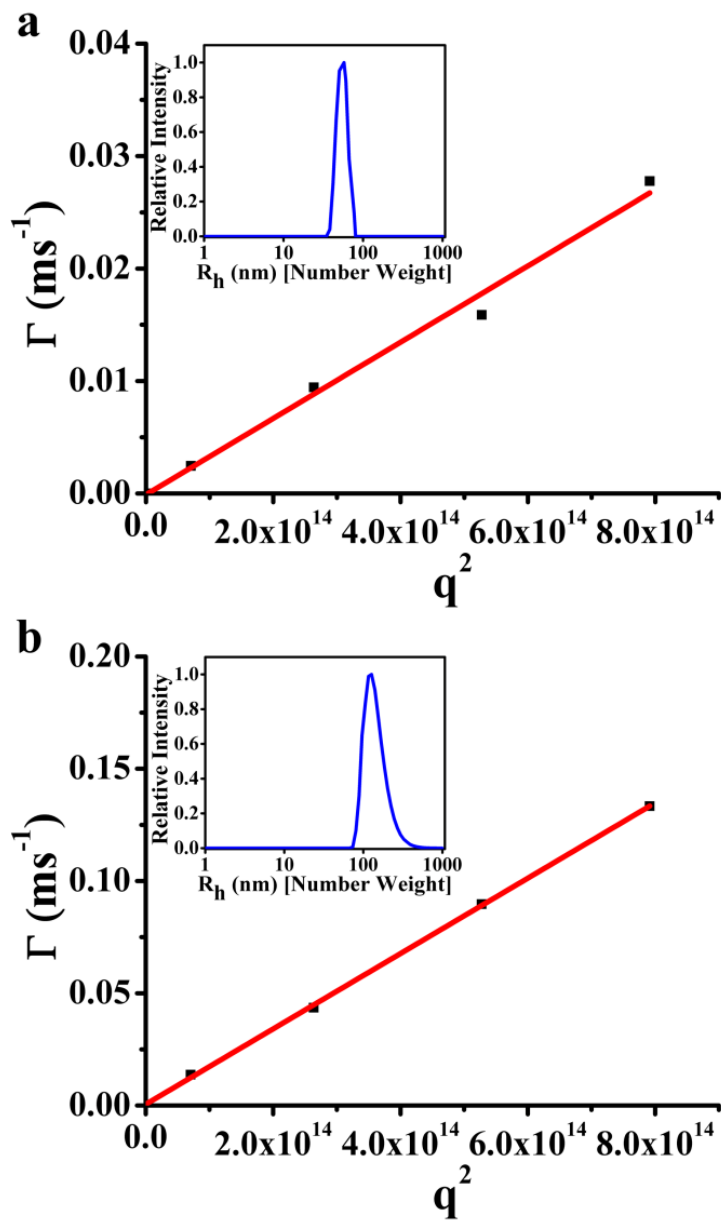 a
0.04
0.03
0.02
0.01
0.00
Γ (ms⁻¹)
0.0 2.0x10¹⁴ 4.0x10¹⁴ 6.0x10¹⁴ 8.0x10¹⁴
q²
1.0
0.8
0.6
0.4
0.2
0.0
Relative Intensity
1 10 100 1000
R_h (nm) [Number Weight]
b
0.20
0.15
0.10
0.05
0.00
Γ (ms⁻¹)
0.0 2.0x10¹⁴ 4.0x10¹⁴ 6.0x10¹⁴ 8.0x10¹⁴
q²
1.0
0.8
0.6
0.4
0.2
0.0
Relative Intensity
1 10 100 1000
R_h (nm) [Number Weight]